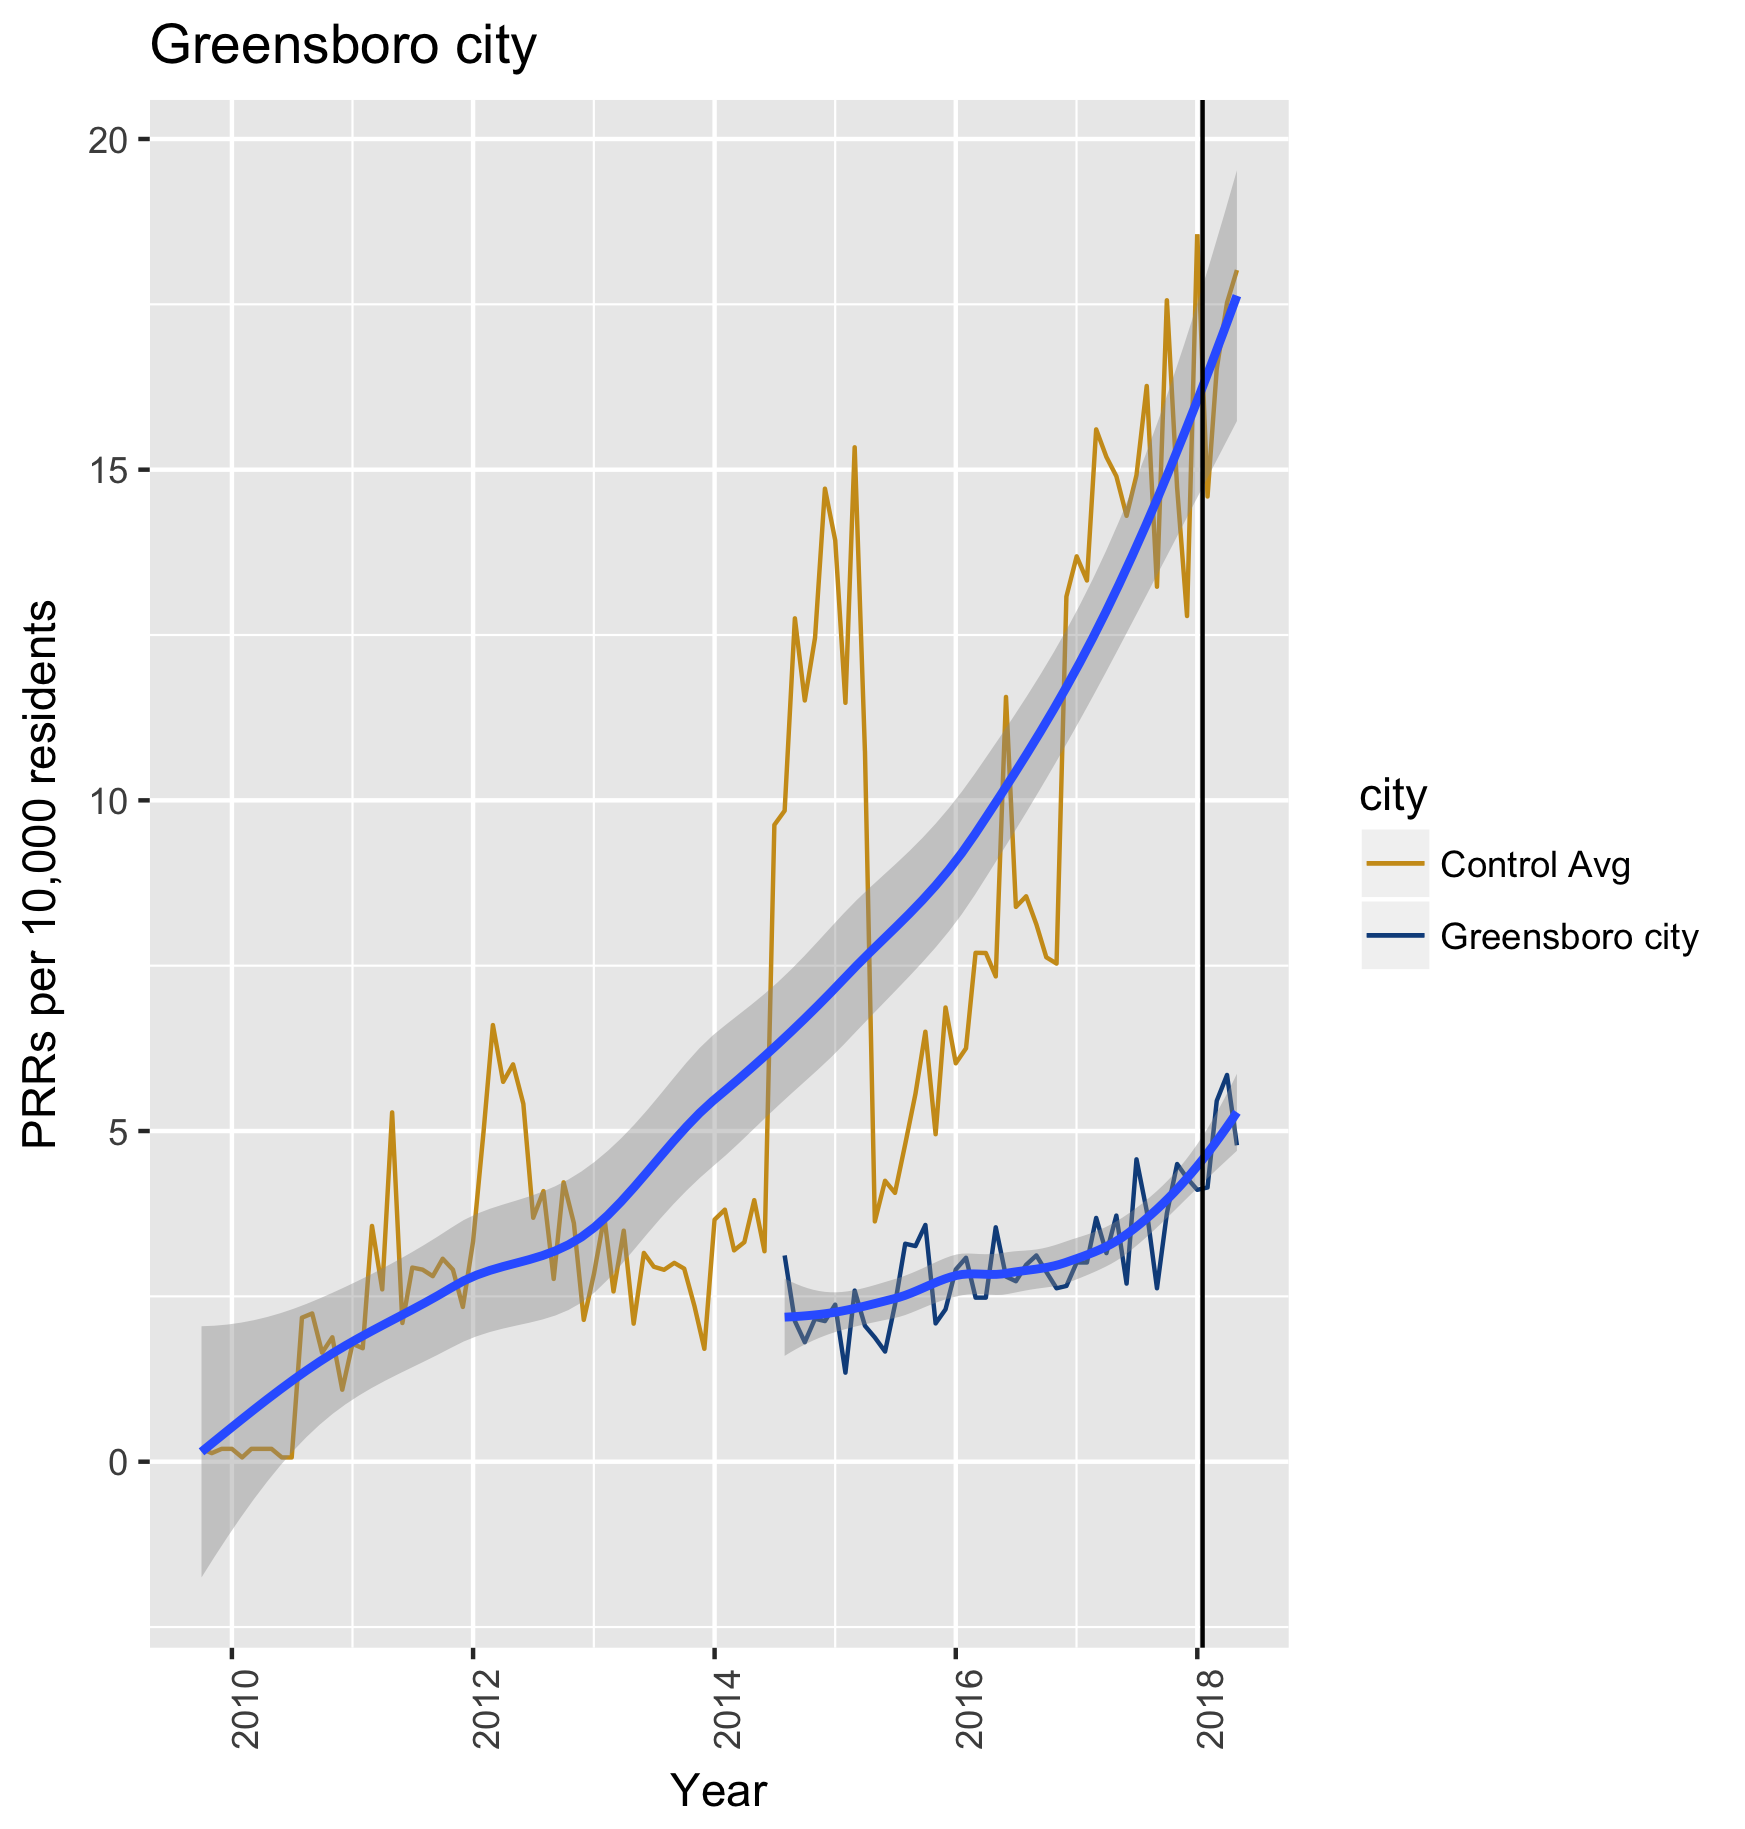 Greensboro city
PRRs per 10,000 residents
20
15
10
5
0
2010
2012
2014
2016
2018
Year
city
Control Avg
Greensboro city